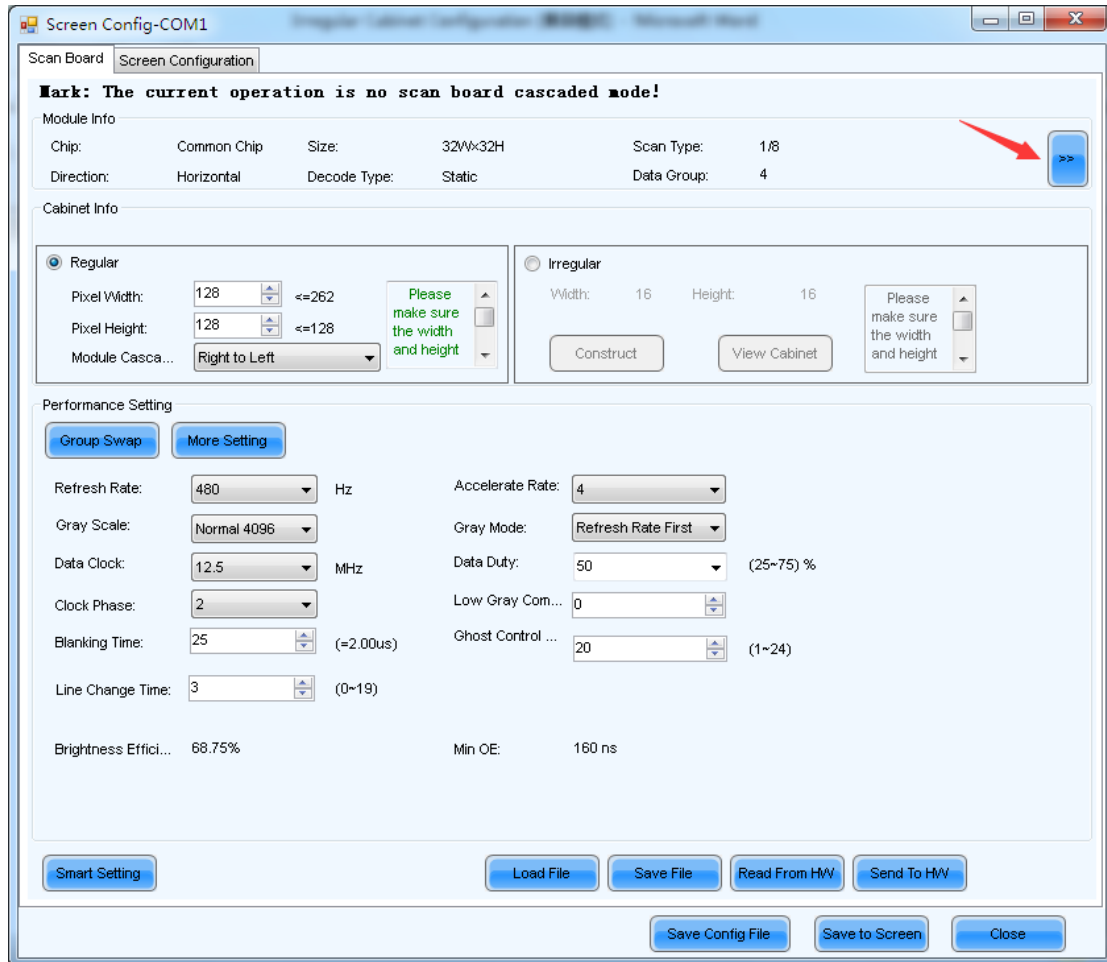 Screen Config-COM1
Irregular Cabinet Configuration - Microsoft Word
Scan Board Screen Configuration
Mark: The current operation is no scan board cascaded mode!
Module Info
Chip: Common Chip Size: 32W×32H Scan Type: 1/8
>>
Direction: Horizontal Decode Type: Static Data Group: 4
Cabinet Info
Regular
Pixel Width: 128 <=262
Pixel Height: 128 <=128
Module Casca... Right to Left
Please
make sure
the width
and height
Irregular
Width: 16 Height: 16
Construct View Cabinet
Please
make sure
the width
and height
Performance Setting
Group Swap More Setting
Refresh Rate: 480 Hz Accelerate Rate: 4
Gray Scale: Normal 4096 Gray Mode: Refresh Rate First
Data Clock: 12.5 MHz Data Duty: 50 (25~75) %
Clock Phase: 2 Low Gray Com... 0
Blanking Time: 25 (=2.00us) Ghost Control ... 20 (1~24)
Line Change Time: 3 (0~19)
Brightness Effici... 68.75% Min OE: 160 ns
Smart Setting Load File Save File Read From HW Send To HW
Save Config File Save to Screen Close